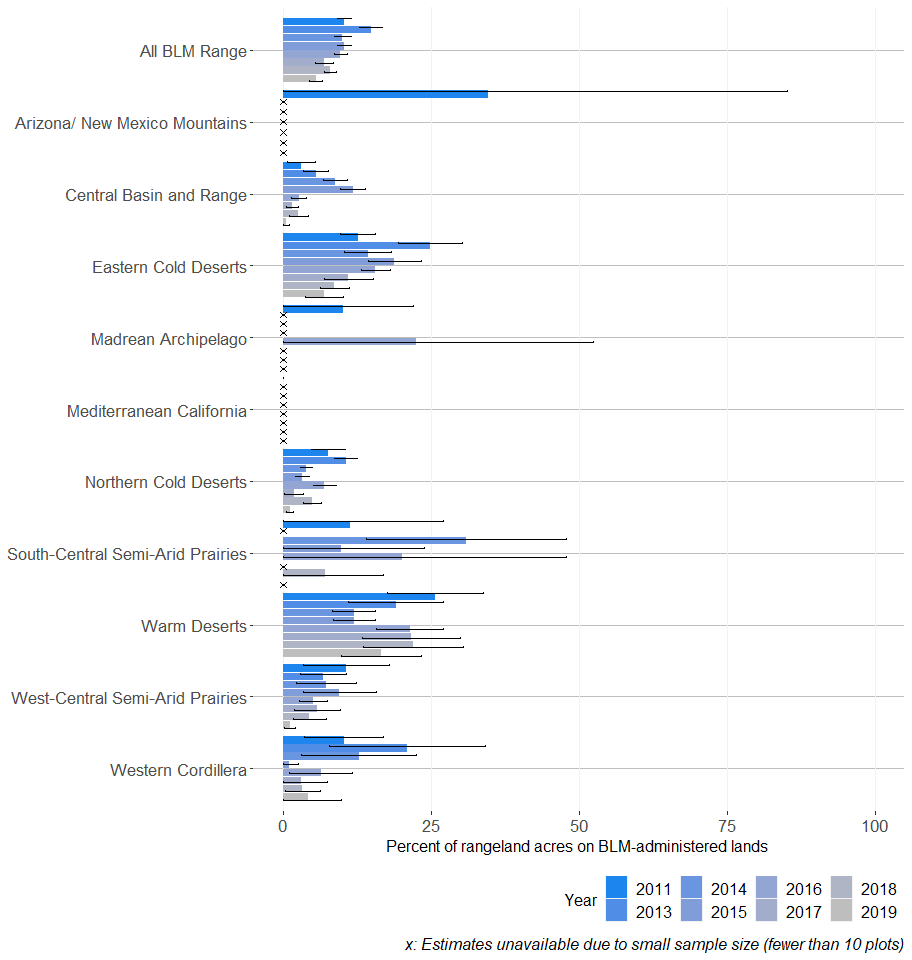 All BLM Range
Arizona/ New Mexico Mountains
Central Basin and Range
Eastern Cold Deserts
Madrean Archipelago
Mediterranean California
Northern Cold Deserts
South-Central Semi-Arid Prairies
Warm Deserts
West-Central Semi-Arid Prairies
Western Cordillera
0 25 50 75 100
Percent of rangeland acres on BLM-administered lands
Year 2011 2014 2016 2018
2013 2015 2017 2019
x: Estimates unavailable due to small sample size (fewer than 10 plots)